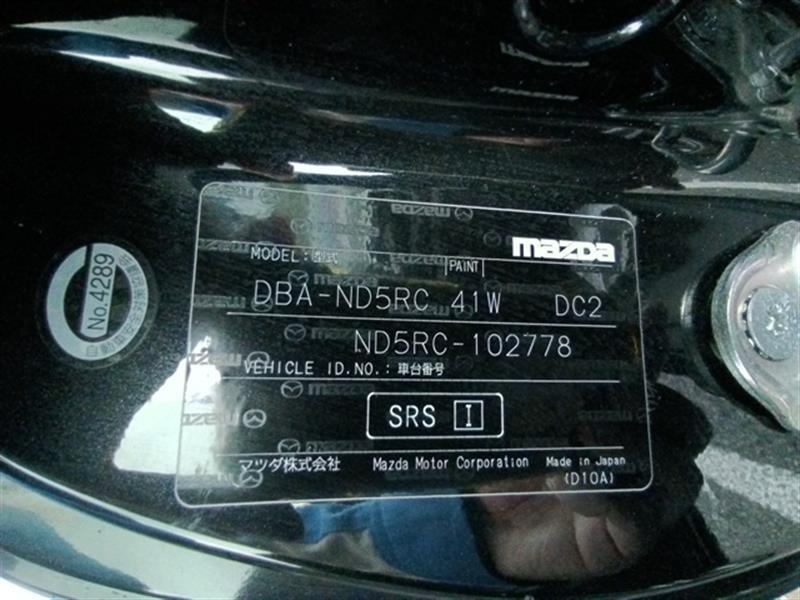 mazda
MODEL:型式
PAINT
DBA-ND5RC 41W DC2
ND5RC-102778
VEHICLE ID.NO.:車台番号
SRS I
マツダ株式会社 Mazda Motor Corporation Made in Japan
(D10A)
No.4289